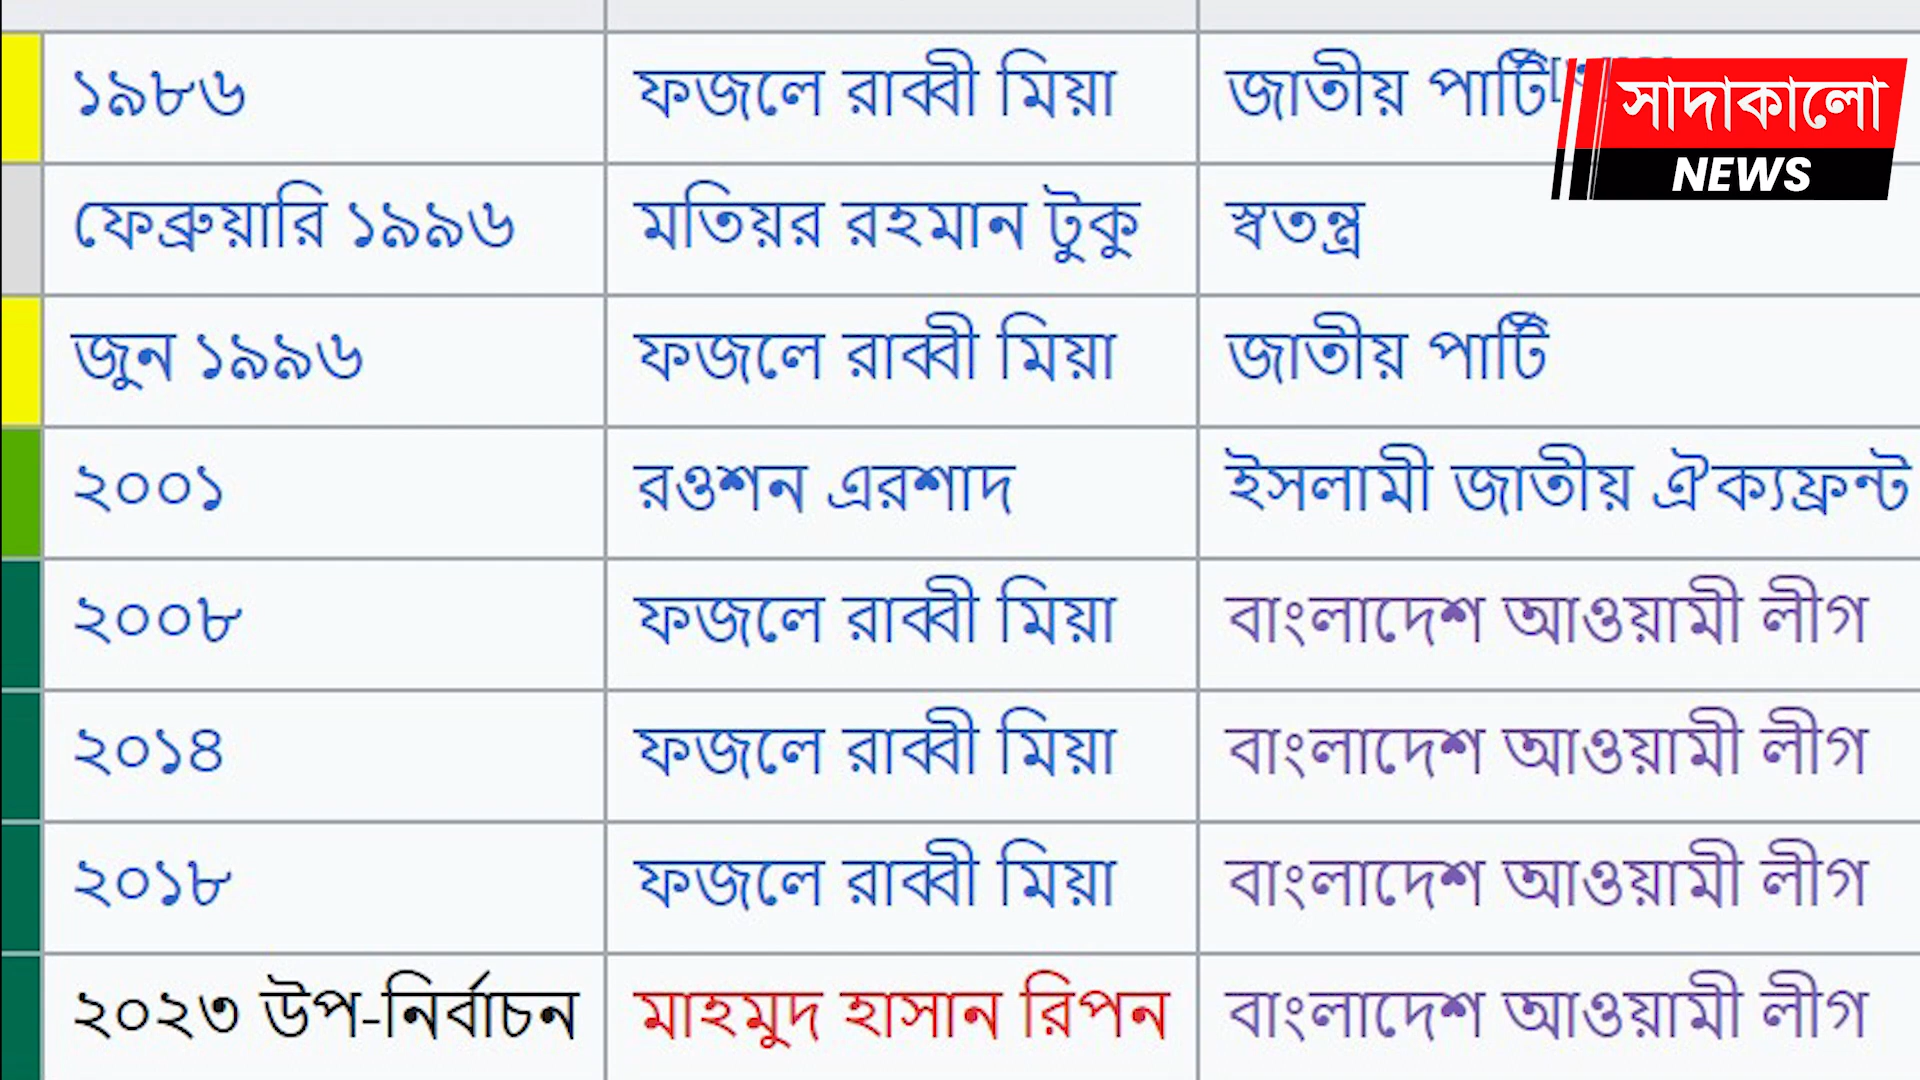 ১৯৮৬ ফজলে রাব্বী মিয়া জাতীয় পার্টি
সাদাকালো
NEWS
ফেব্রুয়ারি ১৯৯৬ মতিয়র রহমান টুকু স্বতন্ত্র
জুন ১৯৯৬ ফজলে রাব্বী মিয়া জাতীয় পার্টি
২০০১ রওশন এরশাদ ইসলামী জাতীয় ঐক্যফ্রন্ট
২০০৮ ফজলে রাব্বী মিয়া বাংলাদেশ আওয়ামী লীগ
২০১৪ ফজলে রাব্বী মিয়া বাংলাদেশ আওয়ামী লীগ
২০১৮ ফজলে রাব্বী মিয়া বাংলাদেশ আওয়ামী লীগ
২০২৩ উপ-নির্বাচন মাহমুদ হাসান রিপন বাংলাদেশ আওয়ামী লীগ